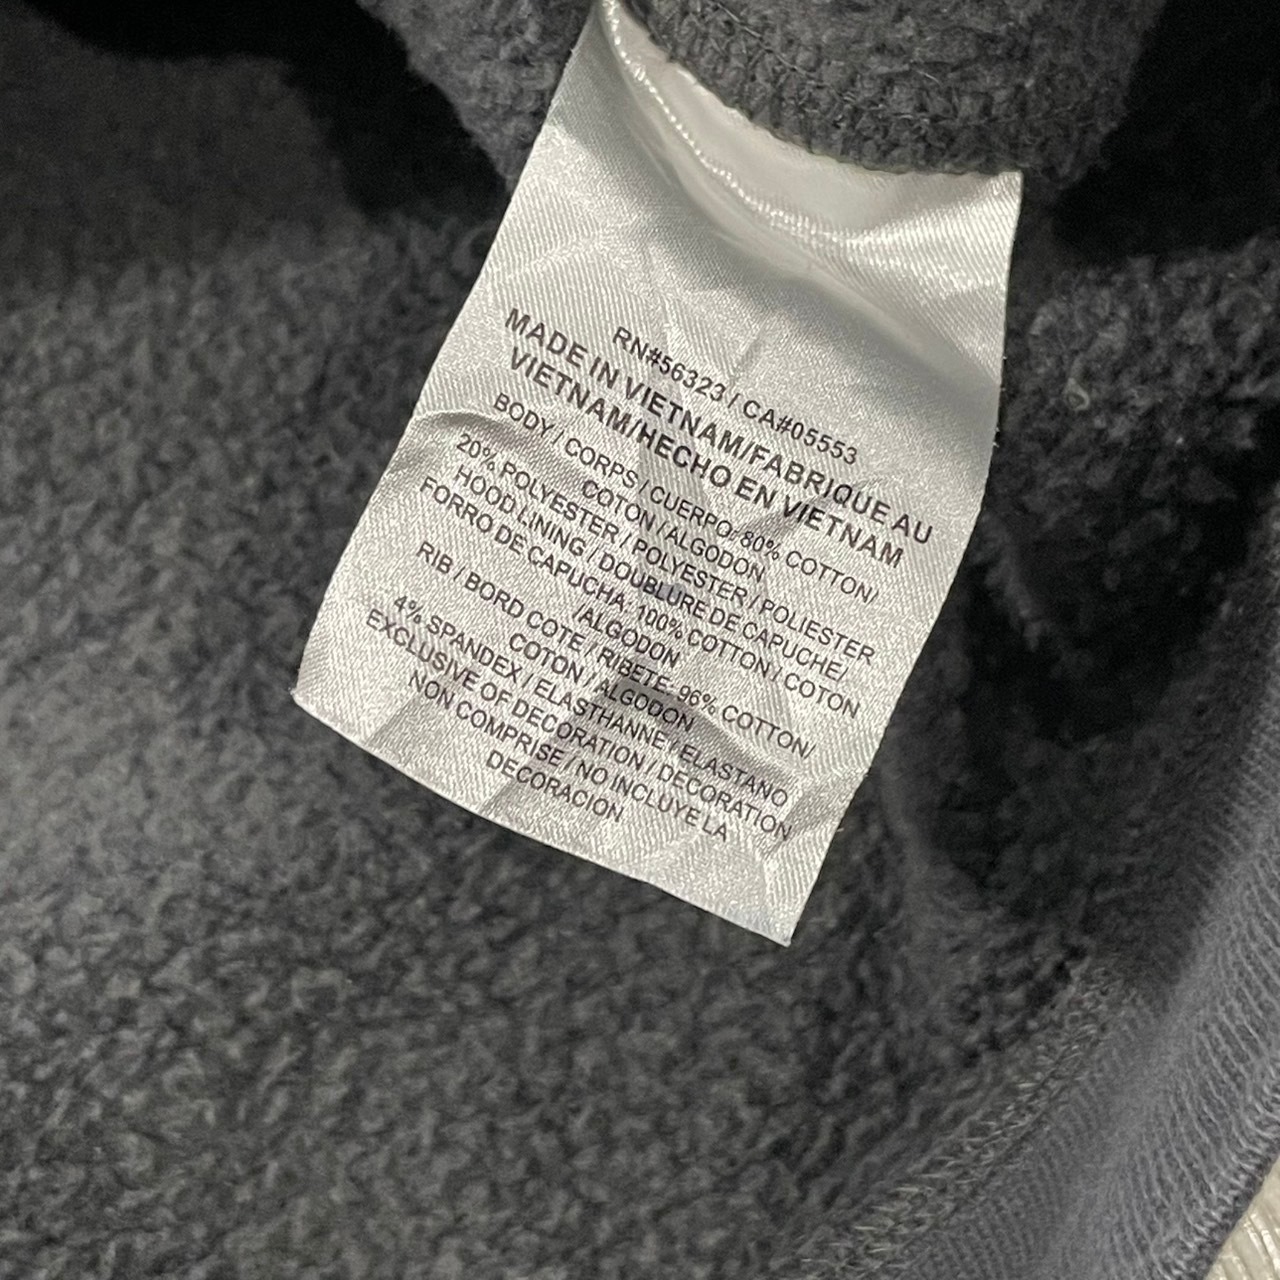 RN#56323 / CA#05553
MADE IN VIETNAM/FABRIQUE AU
VIETNAM/HECHO EN VIETNAM
BODY / CORPS / CUERPO: 80% COTTON/
COTON / ALGODON
20% POLYESTER / POLYESTER / POLIESTER
HOOD LINING / DOUBLURE DE CAPUCHE/
FORRO DE CAPUCHA: 100% COTTON / COTON
/ALGODON
RIB / BORD COTE / RIBETE: 96% COTTON/
COTON / ALGODON
4% SPANDEX / ELASTHANNE / ELASTANO
EXCLUSIVE OF DECORATION / DECORATION
NON COMPRISE / NO INCLUYE LA
DECORACION